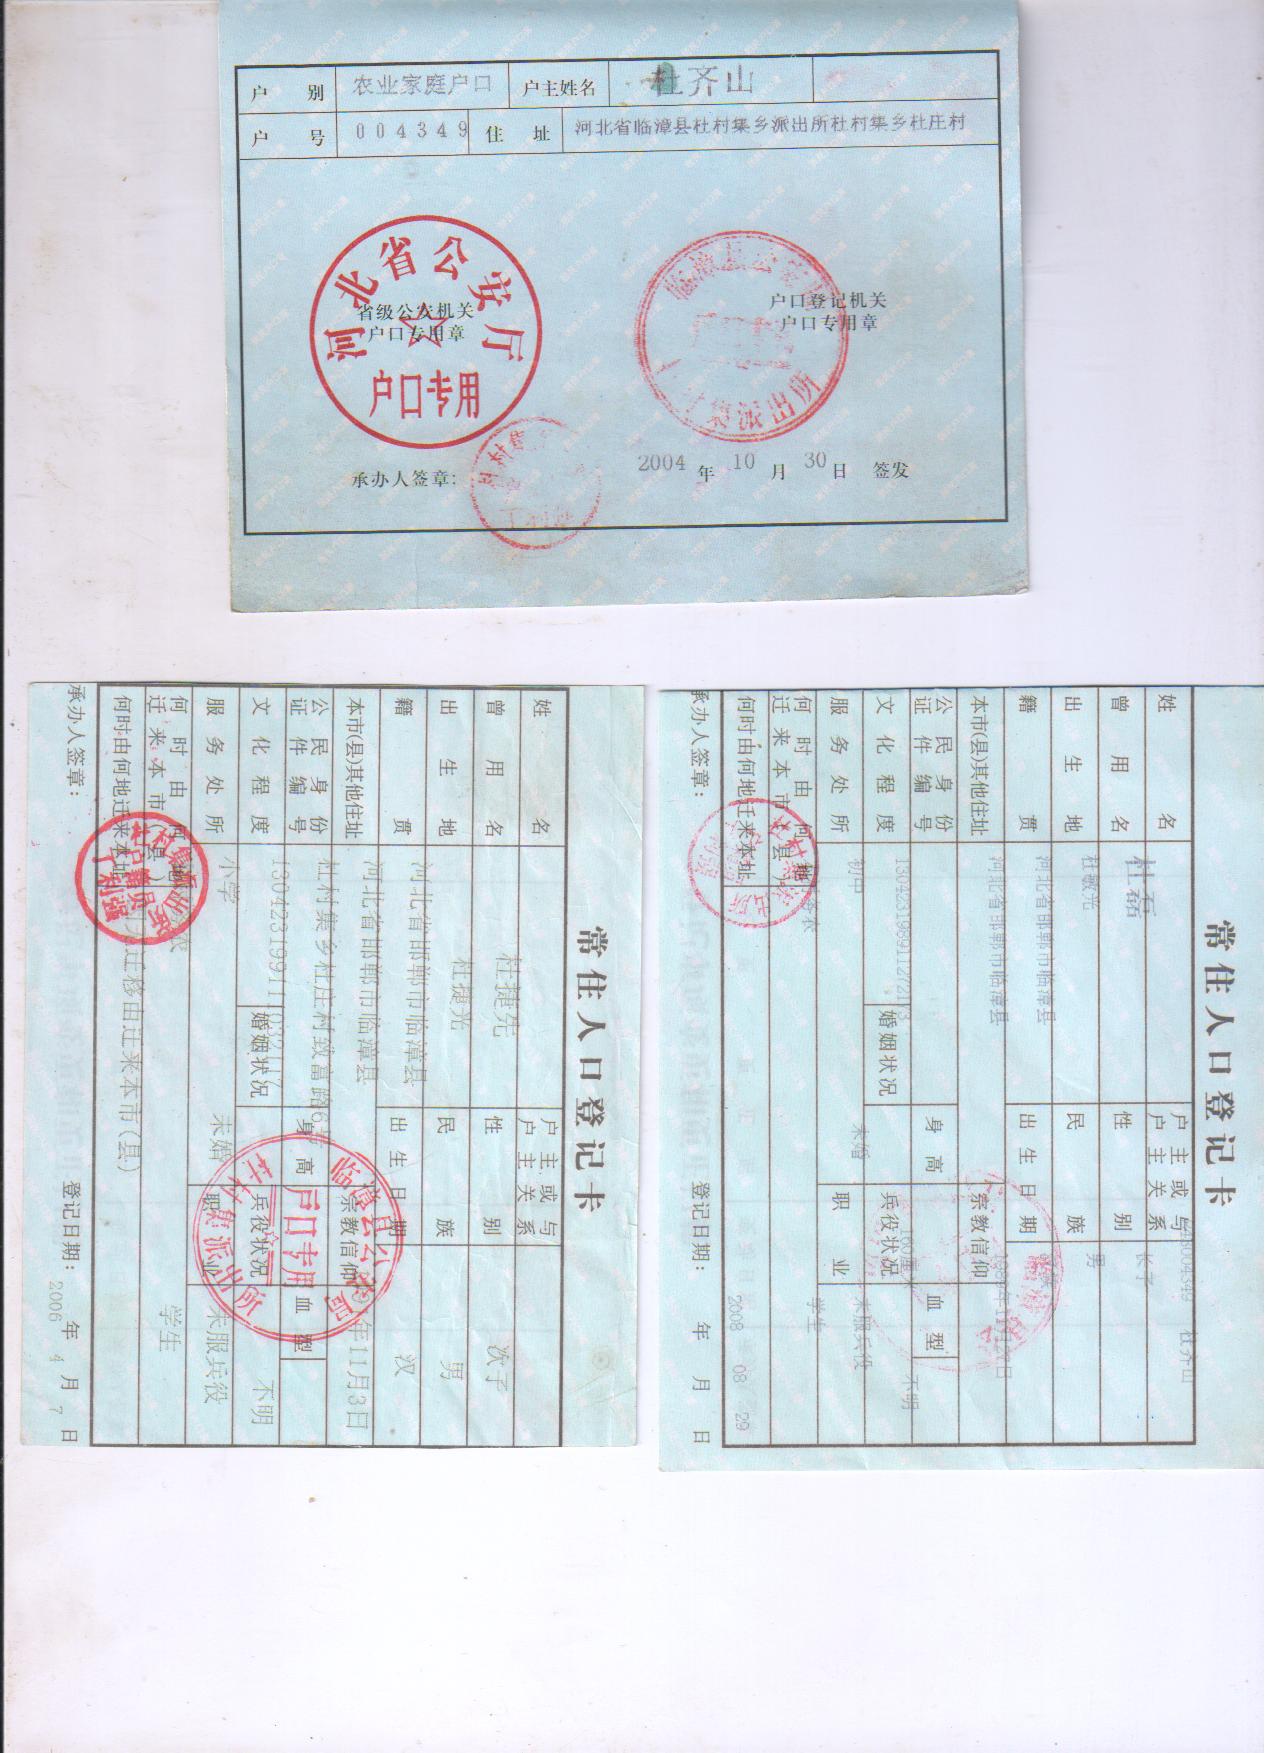 户 别 农业家庭户口 户主姓名 杜齐山
户 号 004349 住 址 河北省临漳县杜村集乡派出所杜村集乡杜庄村
河北省公安厅
户口专用
省级公安机关
户口专用章
临漳县公安局
杜村集派出所
户口登记机关
户口专用章
承办人签章:
2004 年 10 月 30 日 签发
常住人口登记卡
姓 名 杜捷先 户主或与户主关系 次子
曾用名 杜捷光 性 别 男
出生地 河北省邯郸市临漳县 民 族 汉
籍 贯 河北省邯郸市临漳县 出生日期 年11月3日
本市(县)其他住址 杜村集乡杜庄村致富路6号 宗教信仰
公民身份证件编号 身 高 血 型 不明
文化程度 小学 婚姻状况 未婚 兵役状况 未服兵役
服务处所 职 业 学生
何时由何地迁来本市(县)
何时由何地迁来本址 迁移由迁来本市(县)
承办人签章: 登记日期: 2006 年 4 月 7 日
临漳县公安局
户口专用
杜村集派出所
杜村集派出所
户籍员
常住人口登记卡
004349 杜齐山
姓 名 杜磊 户主或与户主关系 长子
曾用名 杜敏光 性 别 男
出生地 河北省邯郸市临漳县 民 族
籍 贯 河北省邯郸市临漳县 出生日期 1989年11月27日
本市(县)其他住址 宗教信仰
公民身份证件编号 身 高 血 型 不明
文化程度 初中 婚姻状况 未婚 兵役状况 未服兵役
服务处所 职 业 学生
何时由何地迁来本市(县)
何时由何地迁来本址
承办人签章: 登记日期: 2008 年 08 月 29 日